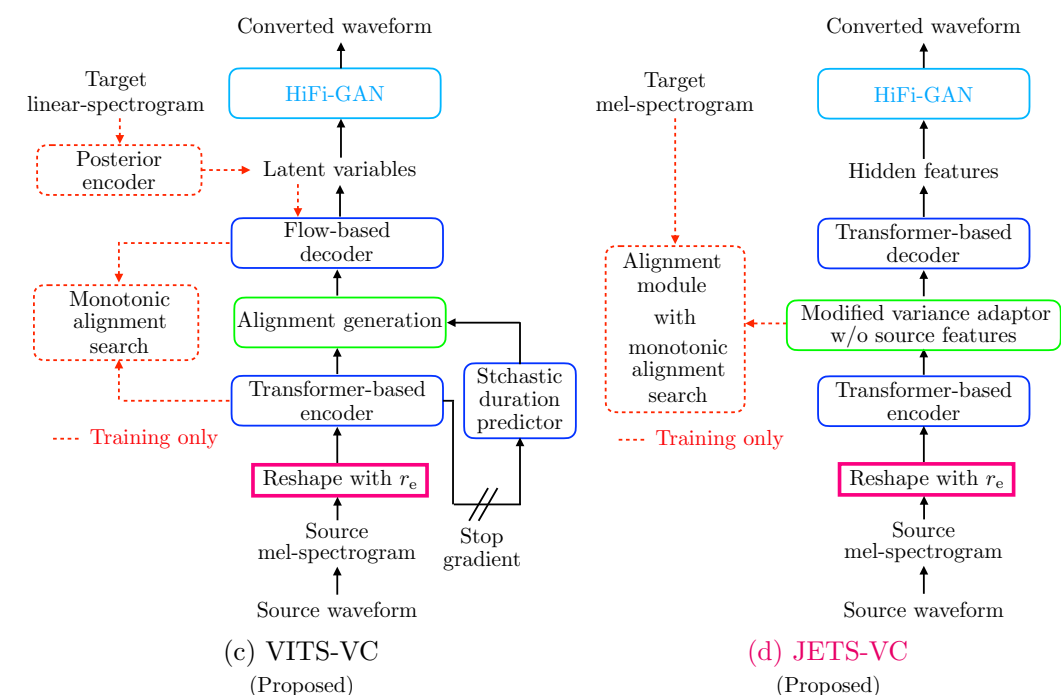 Converted waveform
HiFi-GAN
Target
linear-spectrogram
Posterior
encoder
Latent variables
Flow-based
decoder
Monotonic
alignment
search
Alignment generation
Transformer-based
encoder
Stchastic
duration
predictor
Training only
Reshape with re
Stop
gradient
Source
mel-spectrogram
Source waveform
(c) VITS-VC
(Proposed)
Converted waveform
HiFi-GAN
Target
mel-spectrogram
Hidden features
Transformer-based
decoder
Alignment
module
with
monotonic
alignment
search
Modified variance adaptor
w/o source features
Transformer-based
encoder
Training only
Reshape with re
Source
mel-spectrogram
Source waveform
(d) JETS-VC
(Proposed)